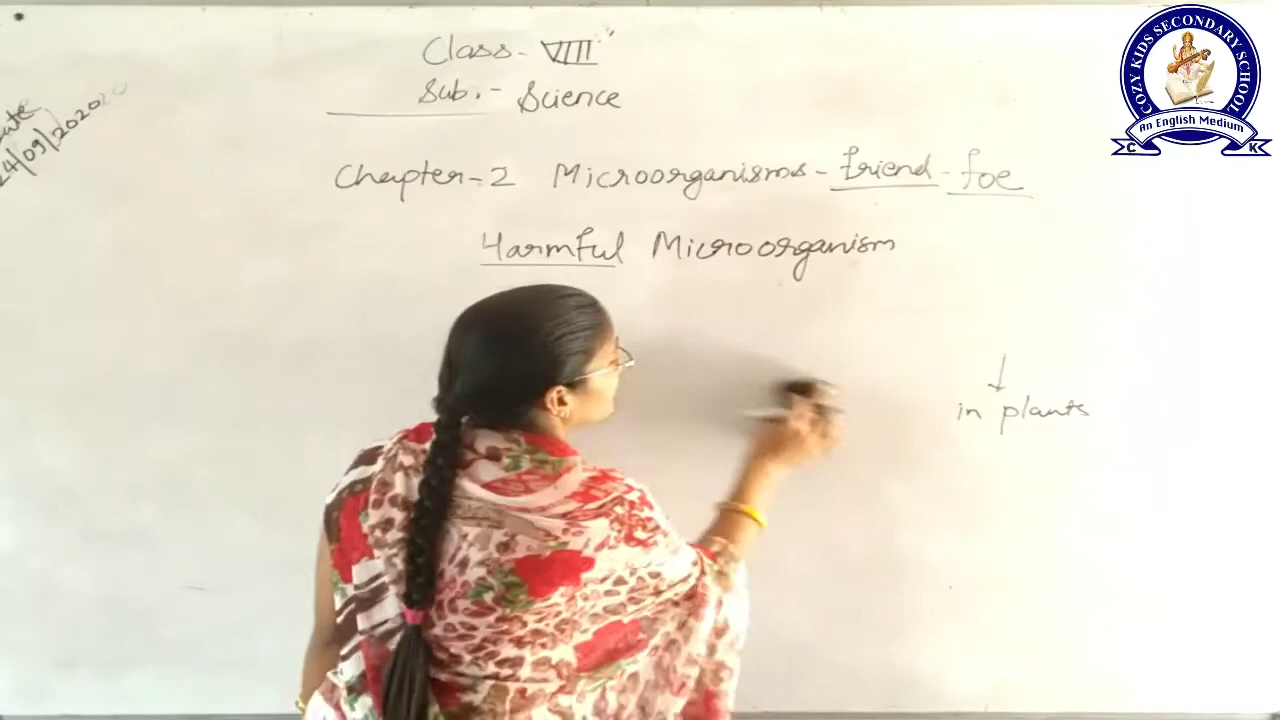 Class - VIII
Sub. - Science
24/09/2020
Chapter - 2 Microorganisms - friend - foe
Harmful Microorganism
in plants
COZY KIDS SECONDARY SCHOOL
An English Medium
C K